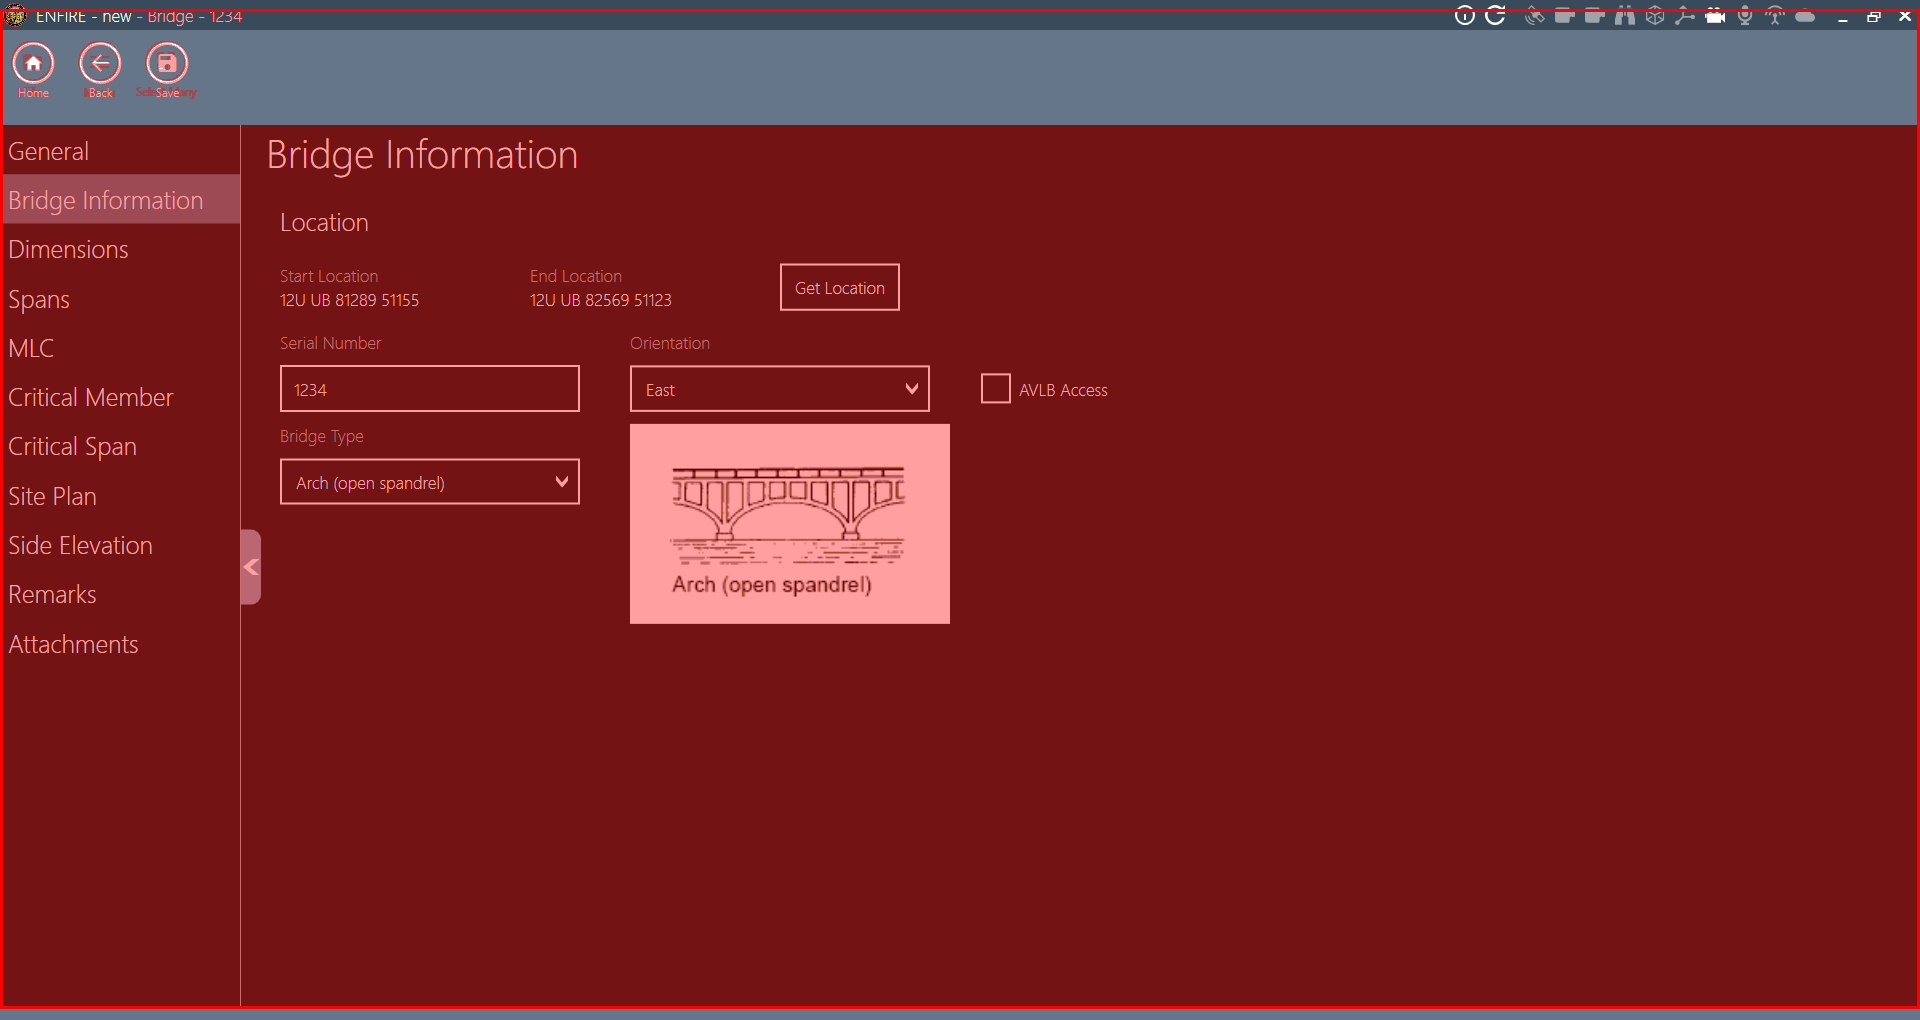 ENFIRE - new - Bridge - 1234
Home
Back
Save
General
Bridge Information
Dimensions
Spans
MLC
Critical Member
Critical Span
Site Plan
Side Elevation
Remarks
Attachments
Bridge Information
Location
Start Location
12U UB 81289 51155
End Location
12U UB 82569 51123
Get Location
Serial Number
1234
Orientation
East
AVLB Access
Bridge Type
Arch (open spandrel)
Arch (open spandrel)